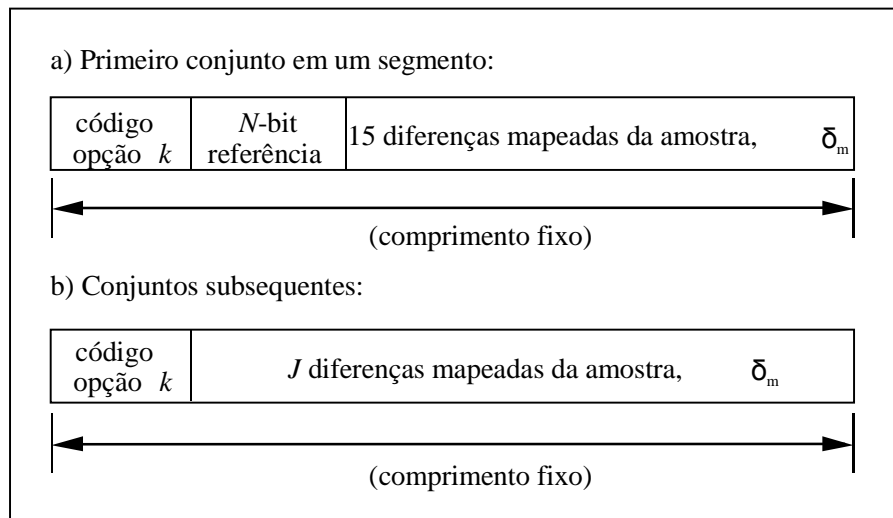 a) Primeiro conjunto em um segmento:
código
opção k
N-bit
referência
15 diferenças mapeadas da amostra, δm
(comprimento fixo)
b) Conjuntos subsequentes:
código
opção k
J diferenças mapeadas da amostra, δm
(comprimento fixo)